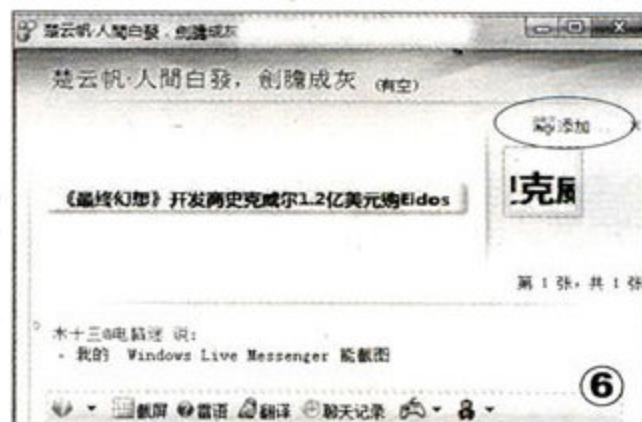 楚云帆·人間白發，劍膽成灰
楚云帆·人間白發，劍膽成灰 (有空)
添加...
《最终幻想》开发商史克威尔1.2亿美元购Eidos
克威
第 1 张，共 1 张
木十三@电脑迷 说：
· 我的 Windows Live Messenger 能截图
截屏 雷语 翻译 聊天记录
⑥